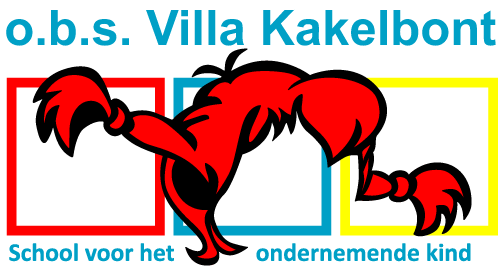 o.b.s. Villa Kakelbont
School voor het ondernemende kind